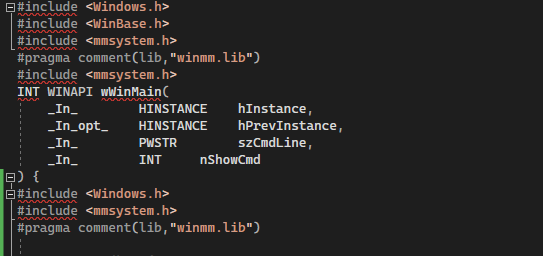 #include <Windows.h>
#include <WinBase.h>
#include <mmsystem.h>
#pragma comment(lib,"winmm.lib")
#include <mmsystem.h>
INT WINAPI wWinMain(
    _In_        HINSTANCE    hInstance,
    _In_opt_    HINSTANCE    hPrevInstance,
    _In_        PWSTR        szCmdLine,
    _In_        INT     nShowCmd
) {
#include <Windows.h>
#include <mmsystem.h>
#pragma comment(lib,"winmm.lib")